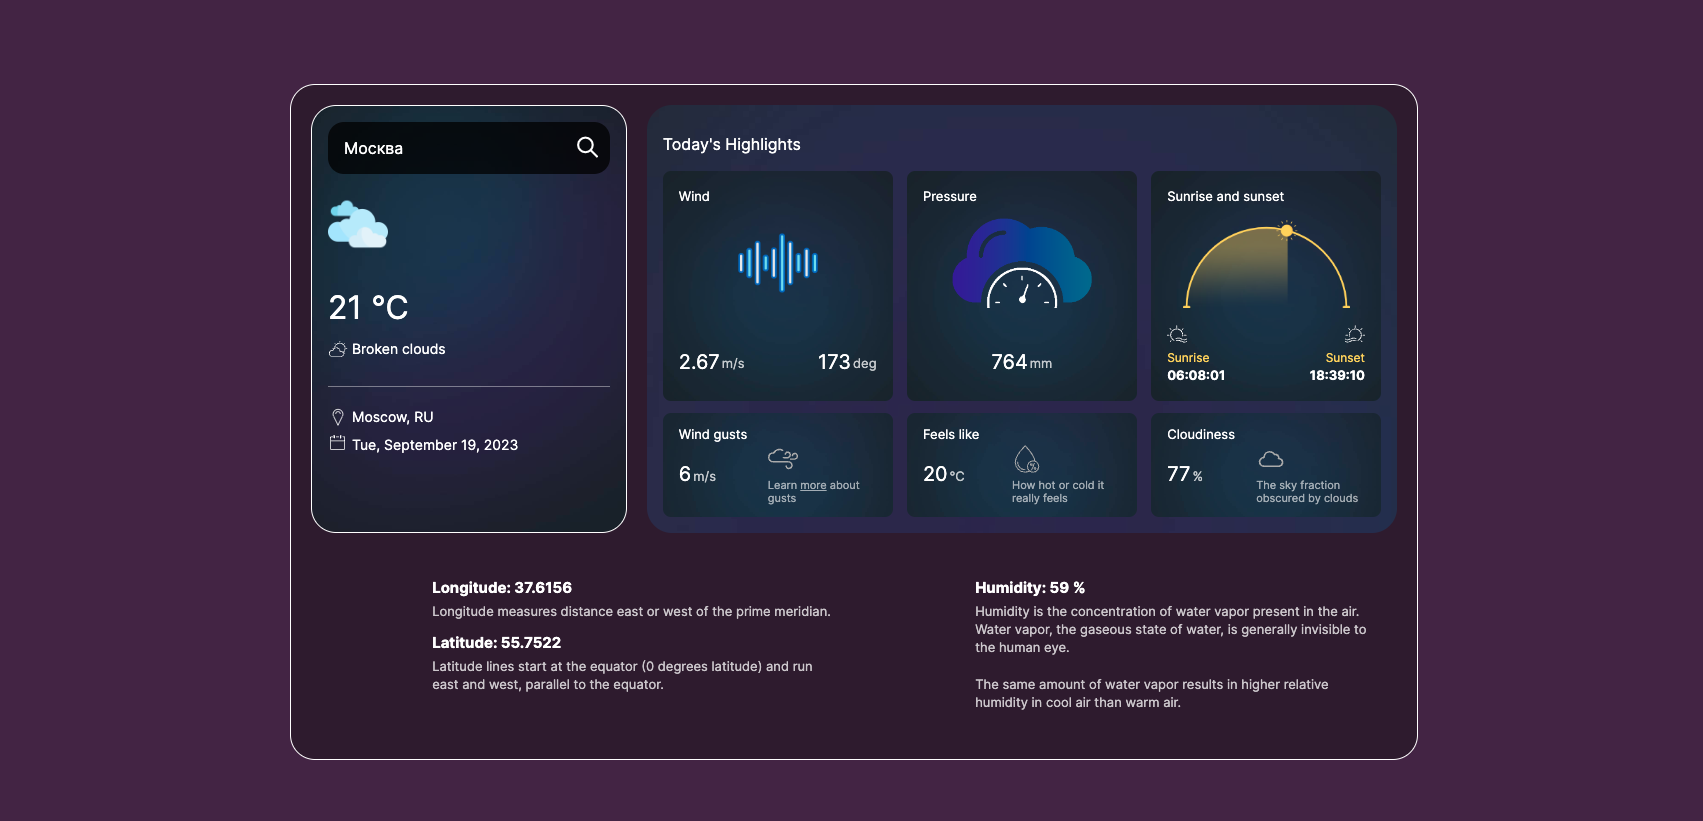 Москва
21 °C
Broken clouds
Moscow, RU
Tue, September 19, 2023
Today's Highlights
Wind
2.67 m/s
173 deg
Pressure
764 mm
Sunrise and sunset
Sunrise
06:08:01
Sunset
18:39:10
Wind gusts
6 m/s
Learn more about
gusts
Feels like
20 °C
How hot or cold it
really feels
Cloudiness
77 %
The sky fraction
obscured by clouds
Longitude: 37.6156
Longitude measures distance east or west of the prime meridian.
Latitude: 55.7522
Latitude lines start at the equator (0 degrees latitude) and run
east and west, parallel to the equator.
Humidity: 59 %
Humidity is the concentration of water vapor present in the air.
Water vapor, the gaseous state of water, is generally invisible to
the human eye.
The same amount of water vapor results in higher relative
humidity in cool air than warm air.